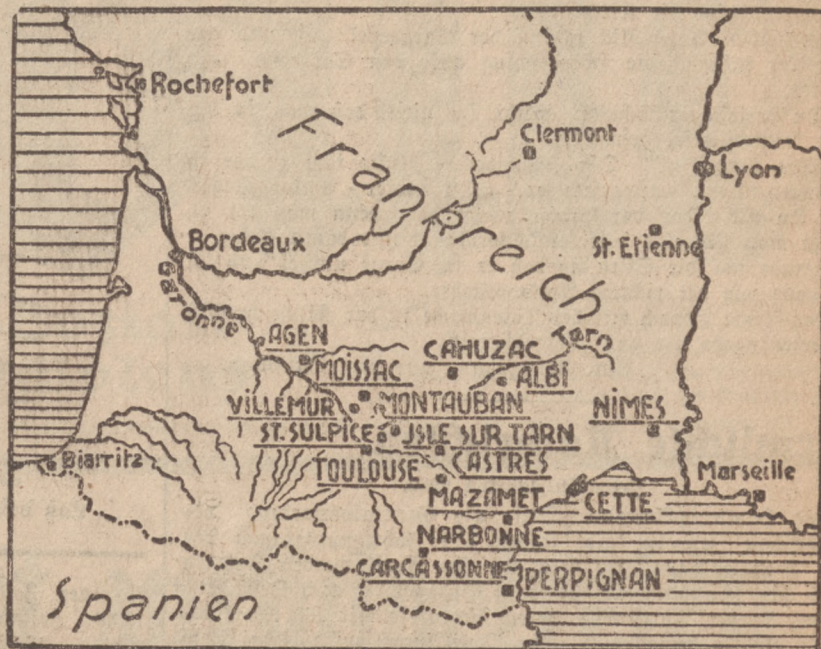 Rochefort
Frankreich
Clermont
Lyon
Bordeaux
St. Etienne
Garonne
Tarn
AGEN
CAHUZAC
MOISSAC
ALBI
VILLEMUR
MONTAUBAN
NIMES
ST. SULPICE
JSLE SUR TARN
Biarritz
TOULOUSE
CASTRES
Marseille
MAZAMET
CETTE
NARBONNE
CARCASSONNE
PERPIGNAN
Spanien